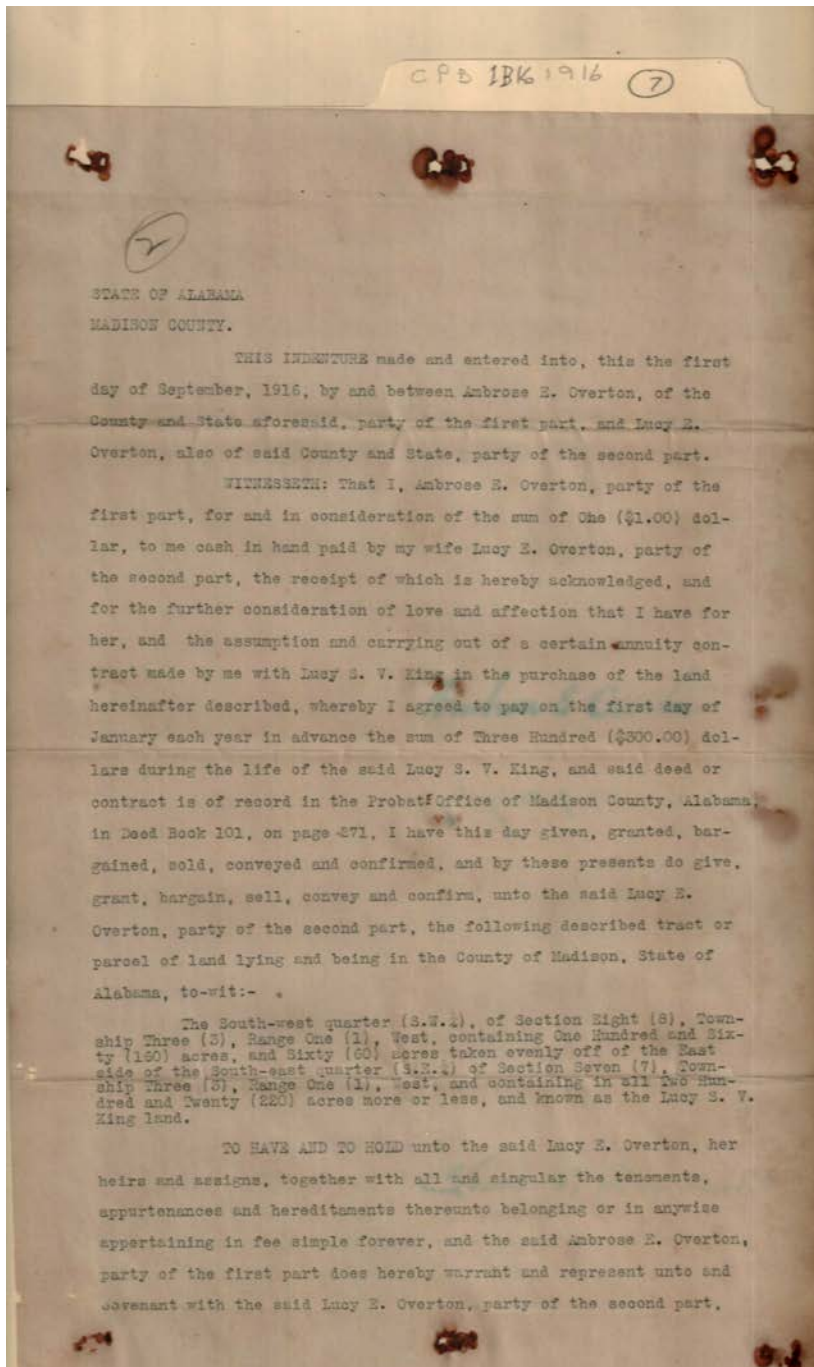 CPB IBK 1916 7
2
STATE OF ALABAMA
MADISON COUNTY.
THIS INDENTURE made and entered into, this the first
day of September, 1916, by and between Ambrose E. Overton, of the
County and State aforesaid, party of the first part, and Lucy E.
Overton, also of said County and State, party of the second part.
WITNESSETH: That I, Ambrose E. Overton, party of the
first part, for and in consideration of the sum of One ($1.00) dol-
lar, to me cash in hand paid by my wife Lucy E. Overton, party of
the second part, the receipt of which is hereby acknowledged, and
for the further consideration of love and affection that I have for
her, and the assumption and carrying out of a certain annuity con-
tract made by me with Lucy S. V. King in the purchase of the land
hereinafter described, whereby I agreed to pay on the first day of
January each year in advance the sum of Three Hundred ($300.00) dol-
lars during the life of the said Lucy S. V. King, and said deed or
contract is of record in the Probate Office of Madison County, Alabama,
in Deed Book 101, on page 271, I have this day given, granted, bar-
gained, sold, conveyed and confirmed, and by these presents do give,
grant, bargain, sell, convey and confirm, unto the said Lucy E.
Overton, party of the second part, the following described tract or
parcel of land lying and being in the County of Madison, State of
Alabama, to-wit:-
The South-west quarter (S.W.¼), of Section Eight (8), Town-
ship Three (3), Range One (1), West, containing One Hundred and Six-
ty (160) acres, and Sixty (60) acres taken evenly off of the East
side of the South-east quarter (S.E.¼) of Section Seven (7), Town-
ship Three (3), Range One (1), West, and containing in all Two Hun-
dred and Twenty (220) acres more or less, and known as the Lucy S. V.
King land.
TO HAVE AND TO HOLD unto the said Lucy E. Overton, her
heirs and assigns, together with all and singular the tenements,
appurtenances and hereditaments thereunto belonging or in anywise
appertaining in fee simple forever, and the said Ambrose E. Overton,
party of the first part does hereby warrant and represent unto and
covenant with the said Lucy E. Overton, party of the second part,